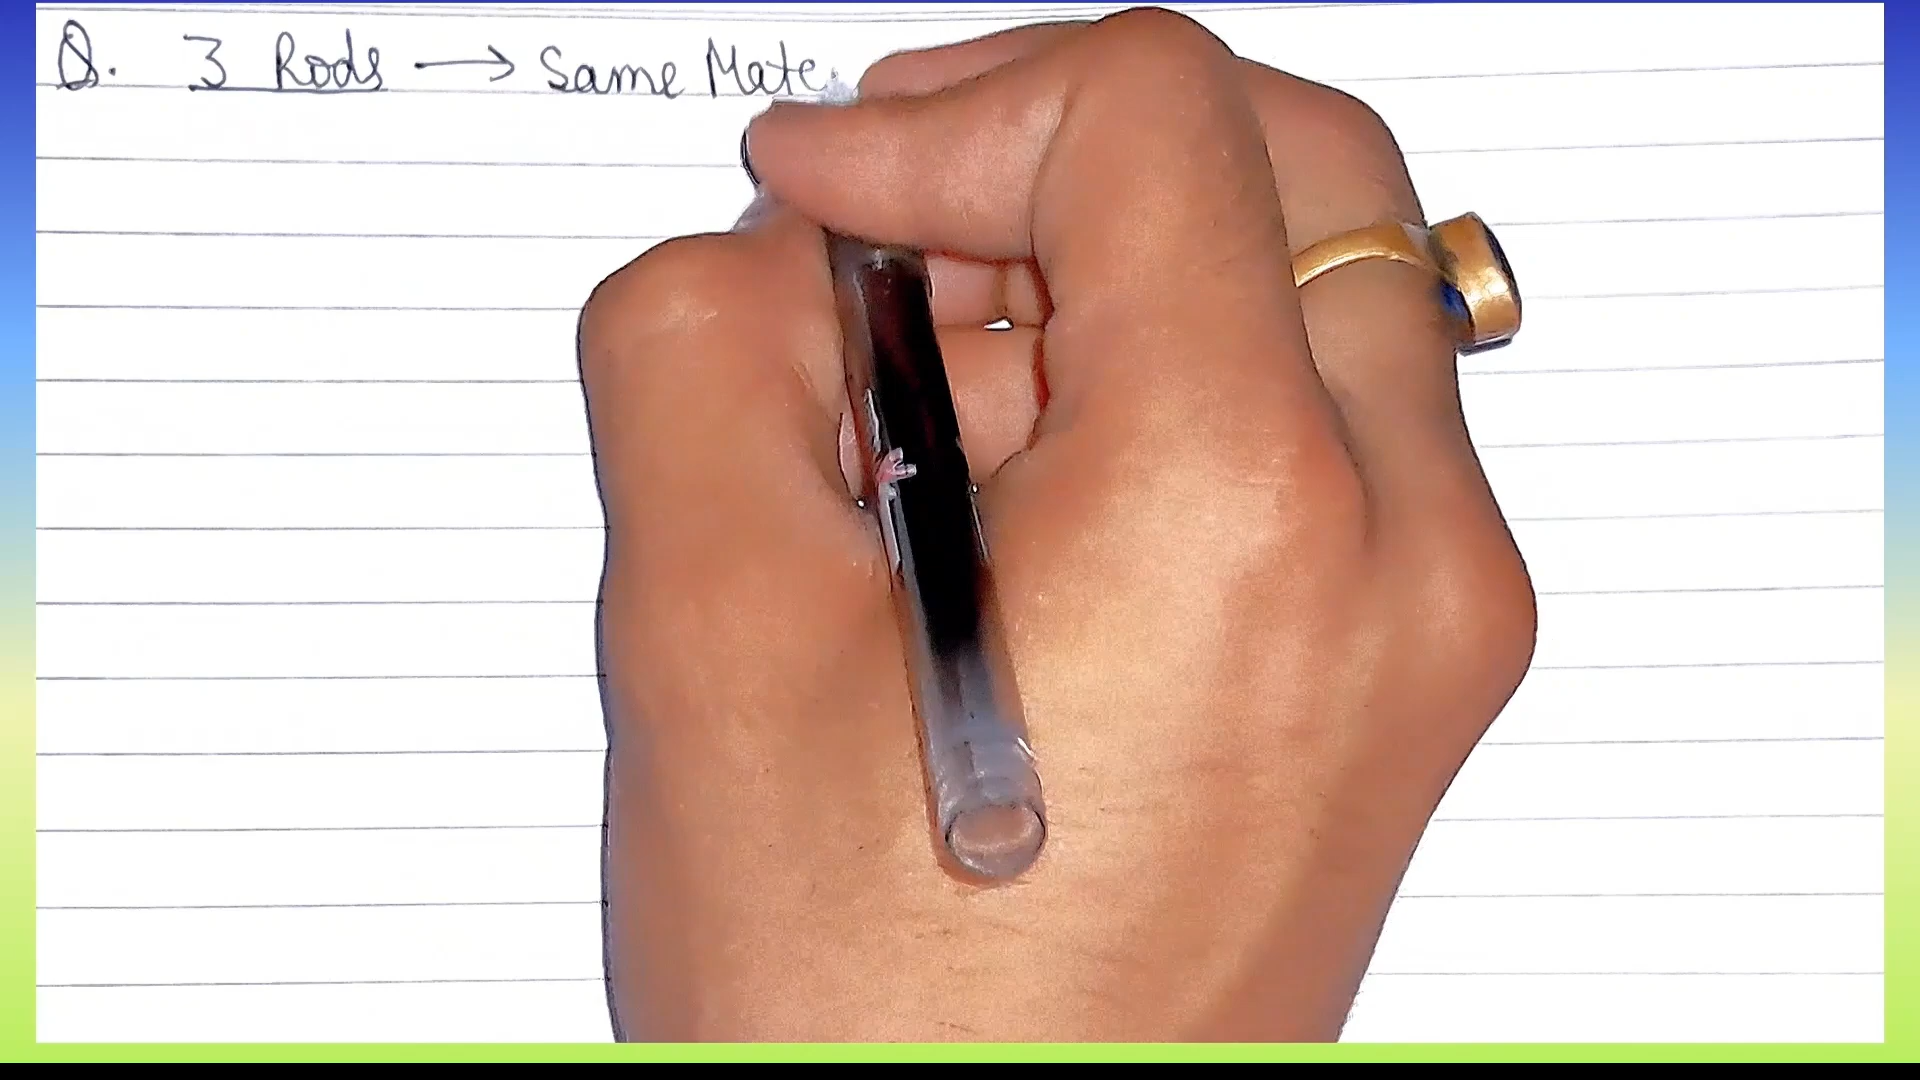 Q. 3 Rods → Same Mate